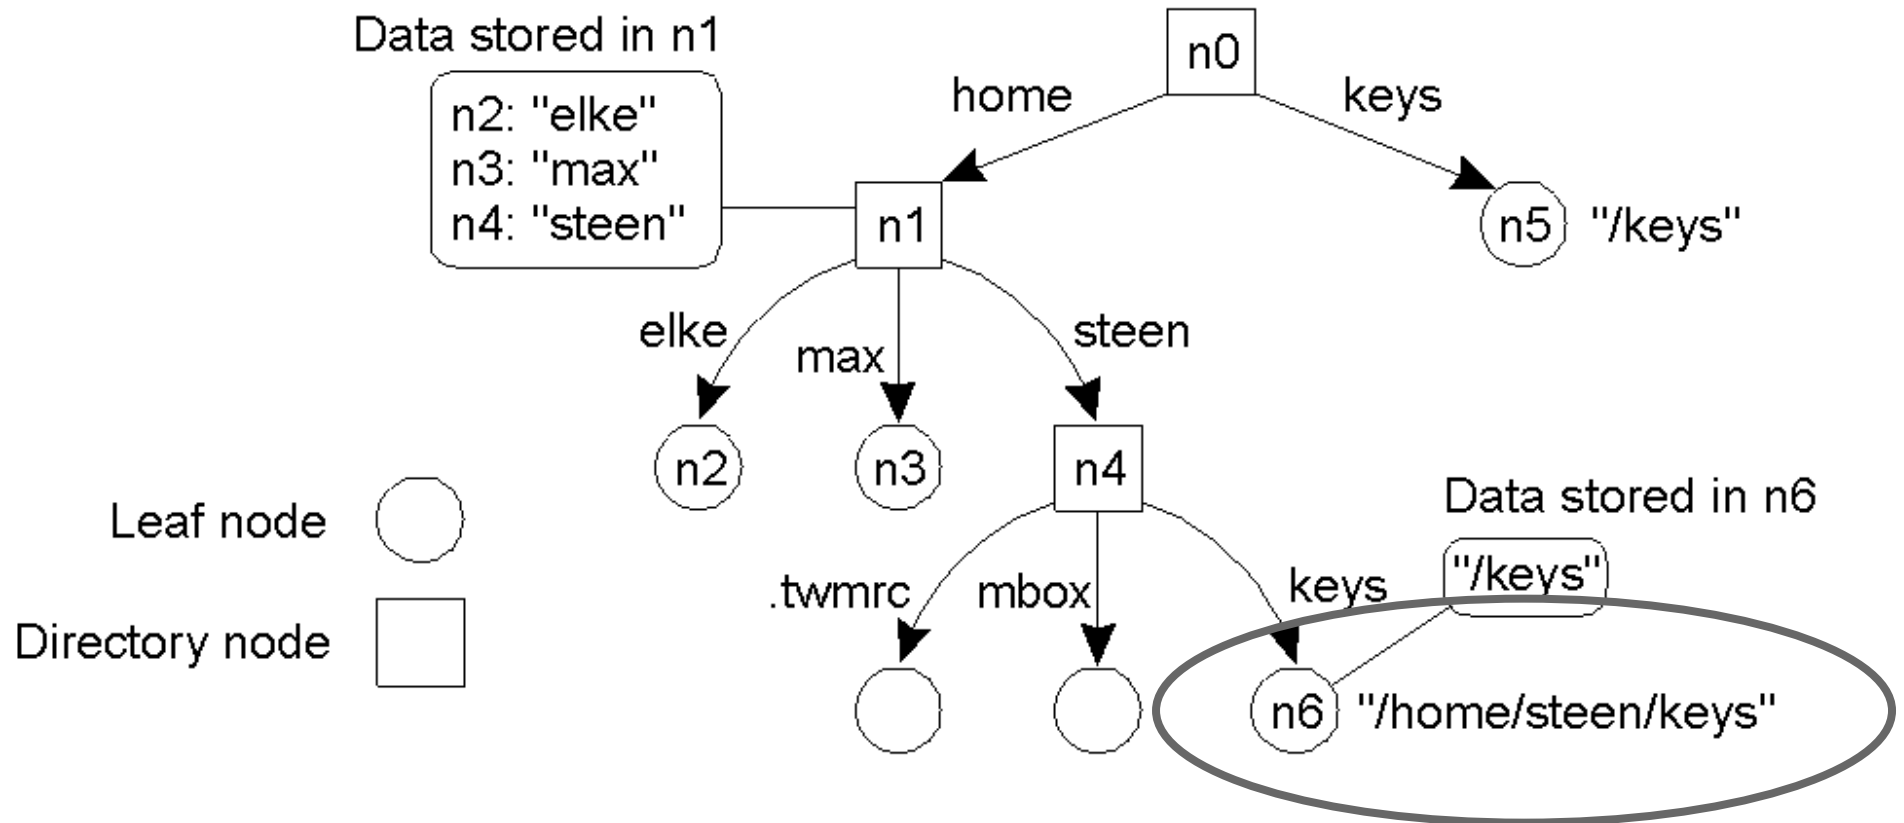 Data stored in n1
n0
home
keys
n2: "elke"
n3: "max"
n4: "steen"
n1
n5 "/keys"
elke
max
steen
n2
n3
n4
Data stored in n6
Leaf node
"/keys"
.twmrc
mbox
keys
Directory node
n6 "/home/steen/keys"